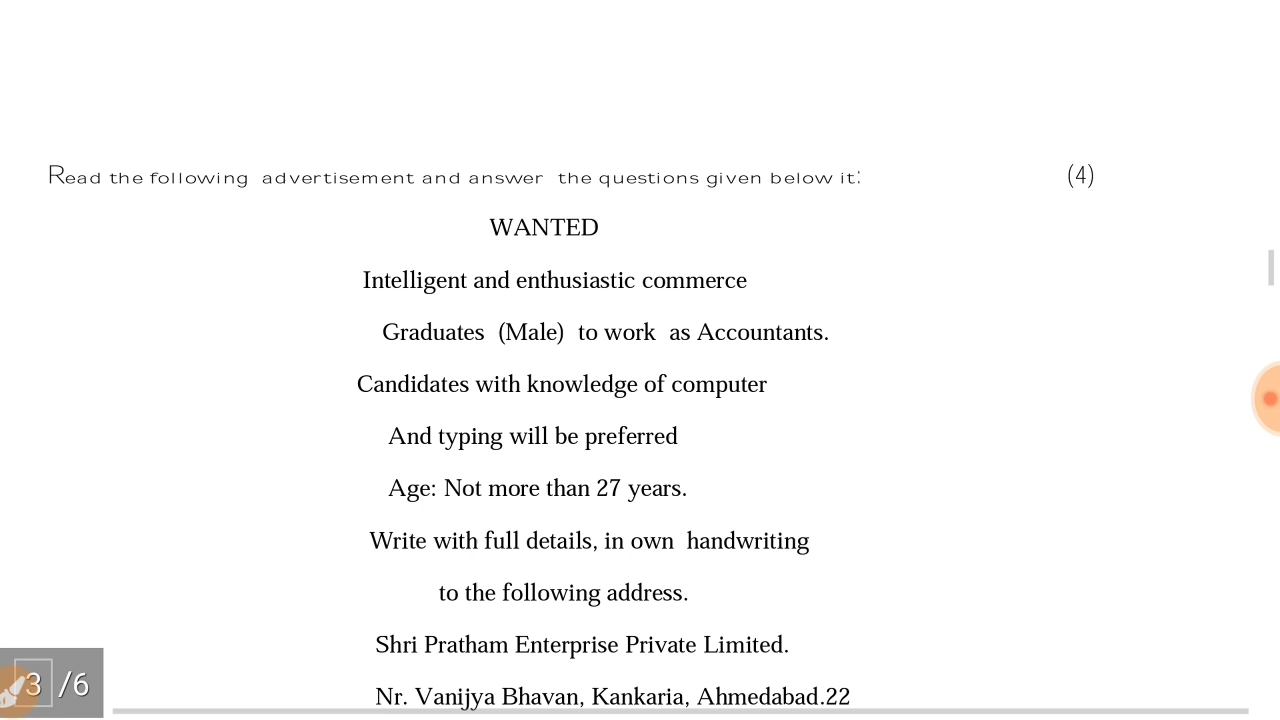 Read the following advertisement and answer the questions given below it: (4)
WANTED
Intelligent and enthusiastic commerce
Graduates (Male) to work as Accountants.
Candidates with knowledge of computer
And typing will be preferred
Age: Not more than 27 years.
Write with full details, in own handwriting
to the following address.
Shri Pratham Enterprise Private Limited.
Nr. Vanijya Bhavan, Kankaria, Ahmedabad.22
3 /6